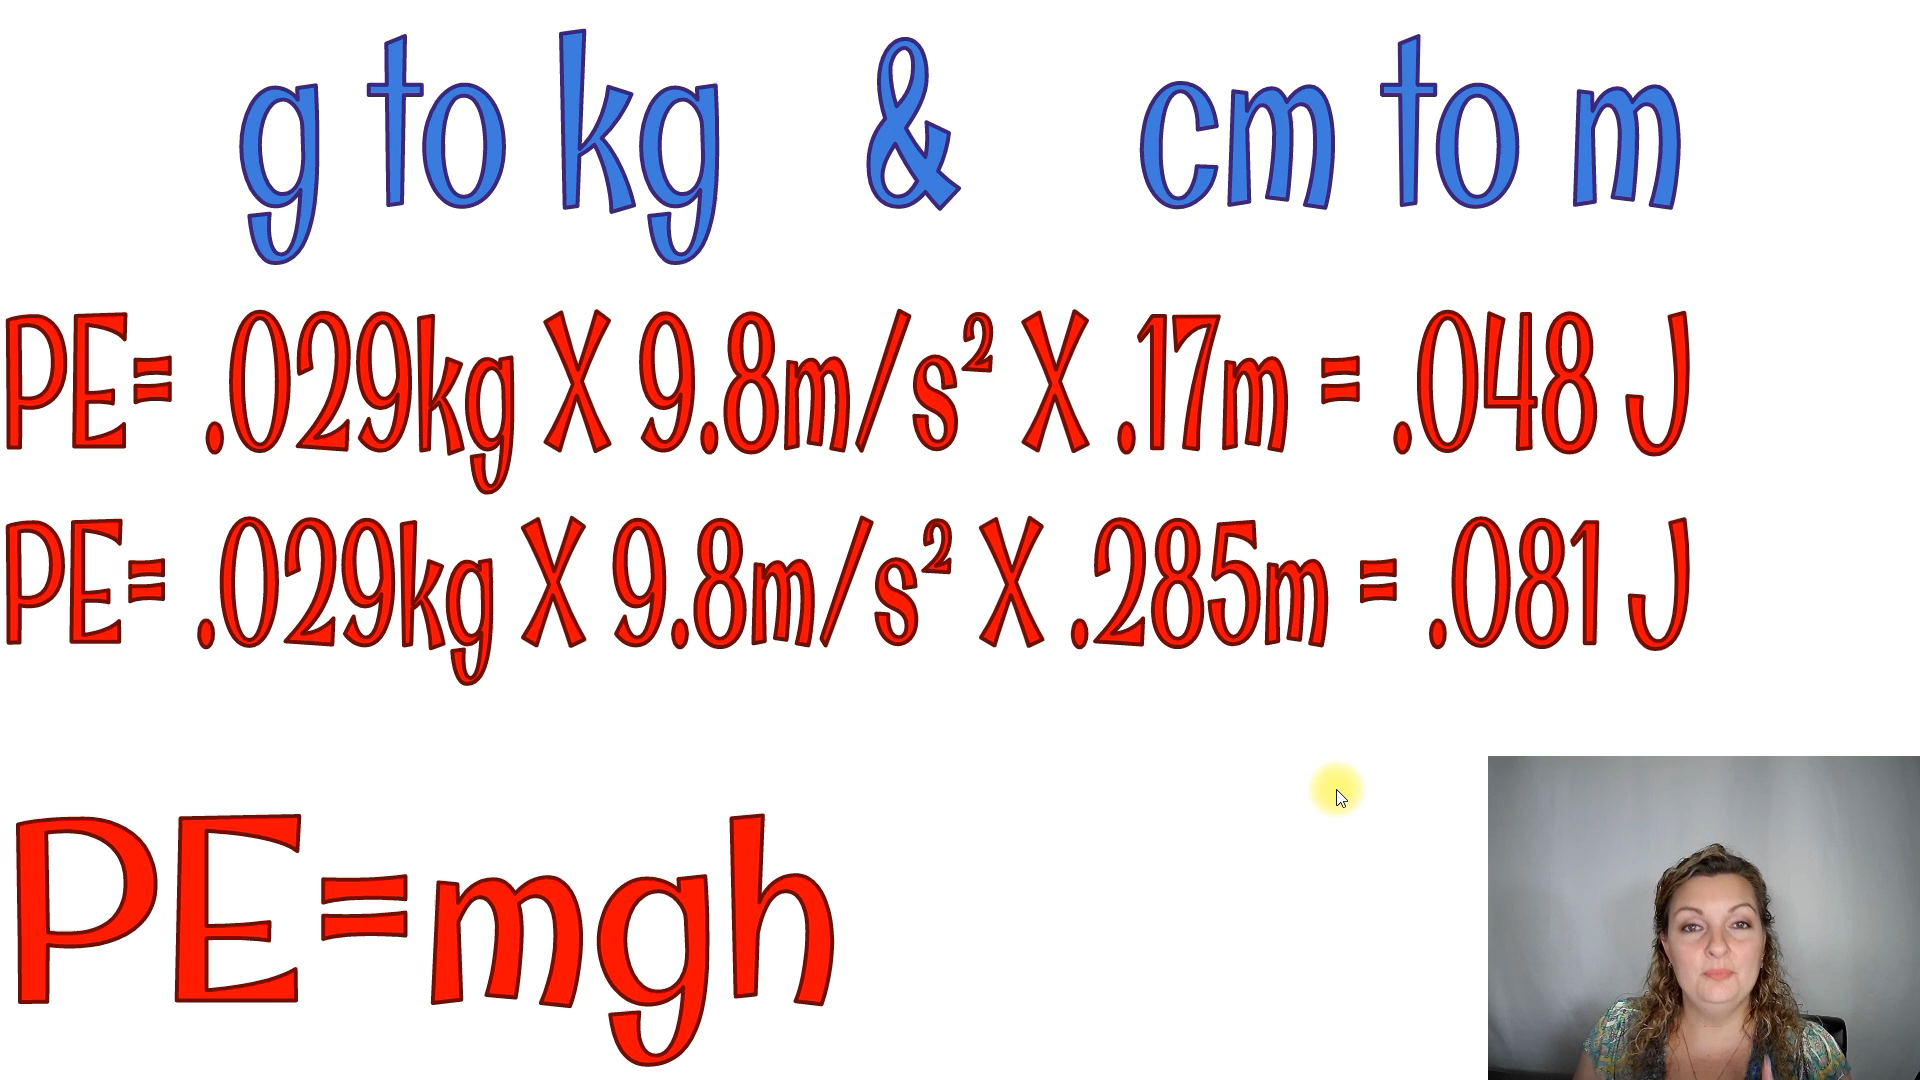 g to kg & cm to m
PE= .029kg X 9.8m/s² X .17m = .048 J
PE= .029kg X 9.8m/s² X .285m = .081 J
PE=mgh